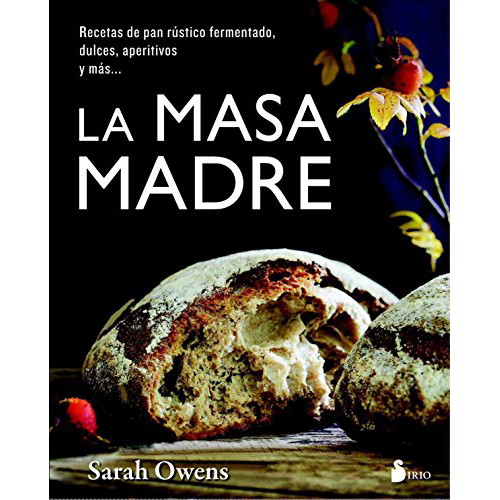 Recetas de pan rústico fermentado,
dulces, aperitivos
y más...
LA MASA
MADRE
Sarah Owens
SIRIO